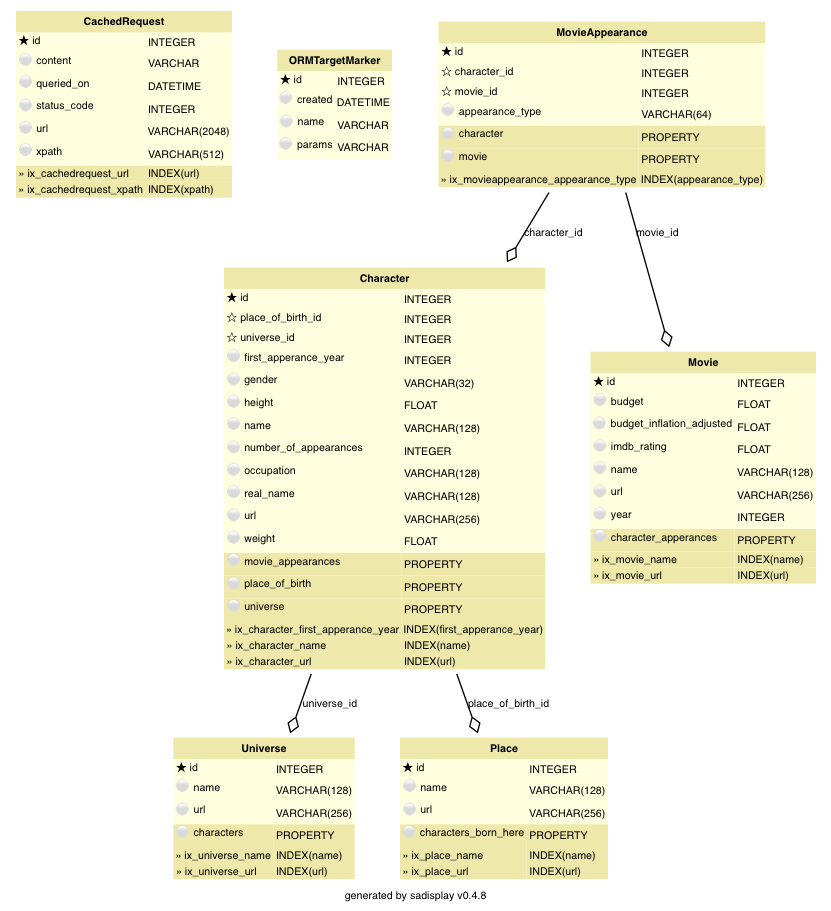 CachedRequest
★ id INTEGER
content VARCHAR
queried_on DATETIME
status_code INTEGER
url VARCHAR(2048)
xpath VARCHAR(512)
» ix_cachedrequest_url INDEX(url)
» ix_cachedrequest_xpath INDEX(xpath)
ORMTargetMarker
★ id INTEGER
created DATETIME
name VARCHAR
params VARCHAR
MovieAppearance
★ id INTEGER
☆ character_id INTEGER
☆ movie_id INTEGER
appearance_type VARCHAR(64)
character PROPERTY
movie PROPERTY
» ix_movieappearance_appearance_type INDEX(appearance_type)
character_id
movie_id
Character
★ id INTEGER
☆ place_of_birth_id INTEGER
☆ universe_id INTEGER
first_apperance_year INTEGER
gender VARCHAR(32)
height FLOAT
name VARCHAR(128)
number_of_appearances INTEGER
occupation VARCHAR(128)
real_name VARCHAR(128)
url VARCHAR(256)
weight FLOAT
movie_appearances PROPERTY
place_of_birth PROPERTY
universe PROPERTY
» ix_character_first_apperance_year INDEX(first_apperance_year)
» ix_character_name INDEX(name)
» ix_character_url INDEX(url)
Movie
★ id INTEGER
budget FLOAT
budget_inflation_adjusted FLOAT
imdb_rating FLOAT
name VARCHAR(128)
url VARCHAR(256)
year INTEGER
character_apperances PROPERTY
» ix_movie_name INDEX(name)
» ix_movie_url INDEX(url)
universe_id
place_of_birth_id
Universe
★ id INTEGER
name VARCHAR(128)
url VARCHAR(256)
characters PROPERTY
» ix_universe_name INDEX(name)
» ix_universe_url INDEX(url)
Place
★ id INTEGER
name VARCHAR(128)
url VARCHAR(256)
characters_born_here PROPERTY
» ix_place_name INDEX(name)
» ix_place_url INDEX(url)
generated by sadisplay v0.4.8